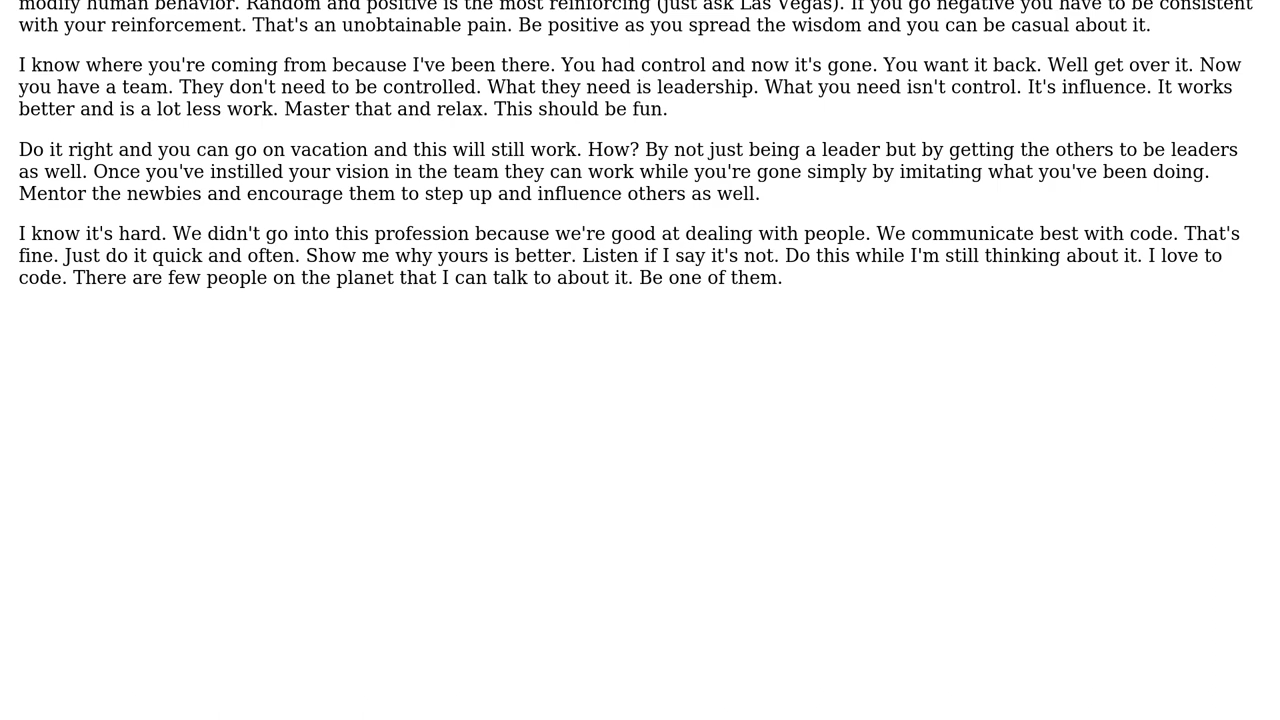 modify human behavior. Random and positive is the most reinforcing (just ask Las Vegas). If you go negative you have to be consistent
with your reinforcement. That's an unobtainable pain. Be positive as you spread the wisdom and you can be casual about it.
I know where you're coming from because I've been there. You had control and now it's gone. You want it back. Well get over it. Now
you have a team. They don't need to be controlled. What they need is leadership. What you need isn't control. It's influence. It works
better and is a lot less work. Master that and relax. This should be fun.
Do it right and you can go on vacation and this will still work. How? By not just being a leader but by getting the others to be leaders
as well. Once you've instilled your vision in the team they can work while you're gone simply by imitating what you've been doing.
Mentor the newbies and encourage them to step up and influence others as well.
I know it's hard. We didn't go into this profession because we're good at dealing with people. We communicate best with code. That's
fine. Just do it quick and often. Show me why yours is better. Listen if I say it's not. Do this while I'm still thinking about it. I love to
code. There are few people on the planet that I can talk to about it. Be one of them.